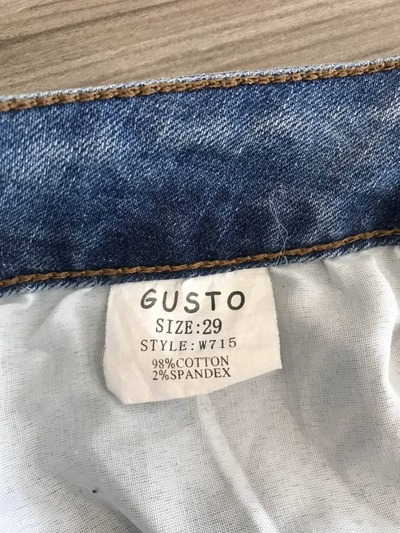 GUSTO
SIZE:29
STYLE:W715
98%COTTON
2%SPANDEX